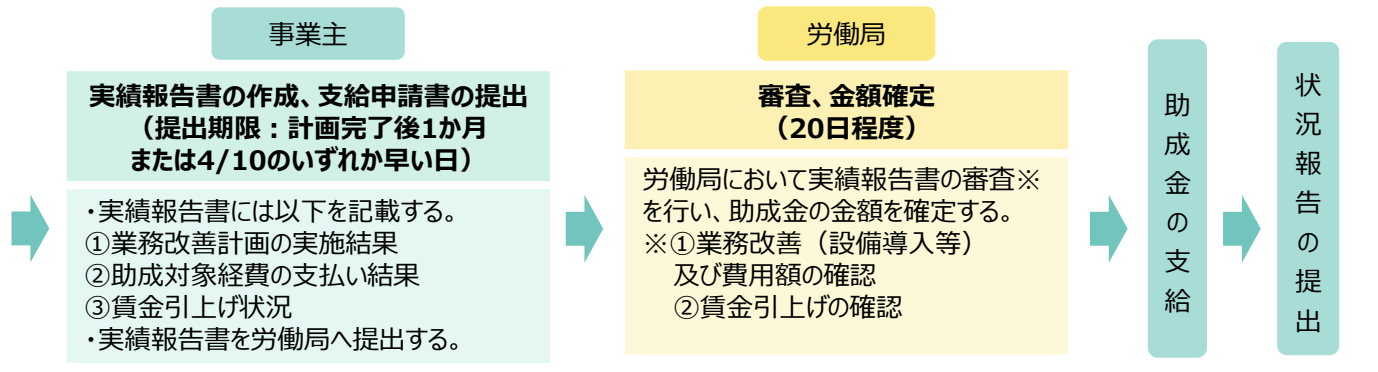 事業主
実績報告書の作成、支給申請書の提出
（提出期限：計画完了後1か月
または4/10のいずれか早い日）
・実績報告書には以下を記載する。
①業務改善計画の実施結果
②助成対象経費の支払い結果
③賃金引上げ状況
・実績報告書を労働局へ提出する。
労働局
審査、金額確定
（20日程度）
労働局において実績報告書の審査※
を行い、助成金の金額を確定する。
※①業務改善（設備導入等）
及び費用額の確認
②賃金引上げの確認
助成金の支給
状況報告の提出